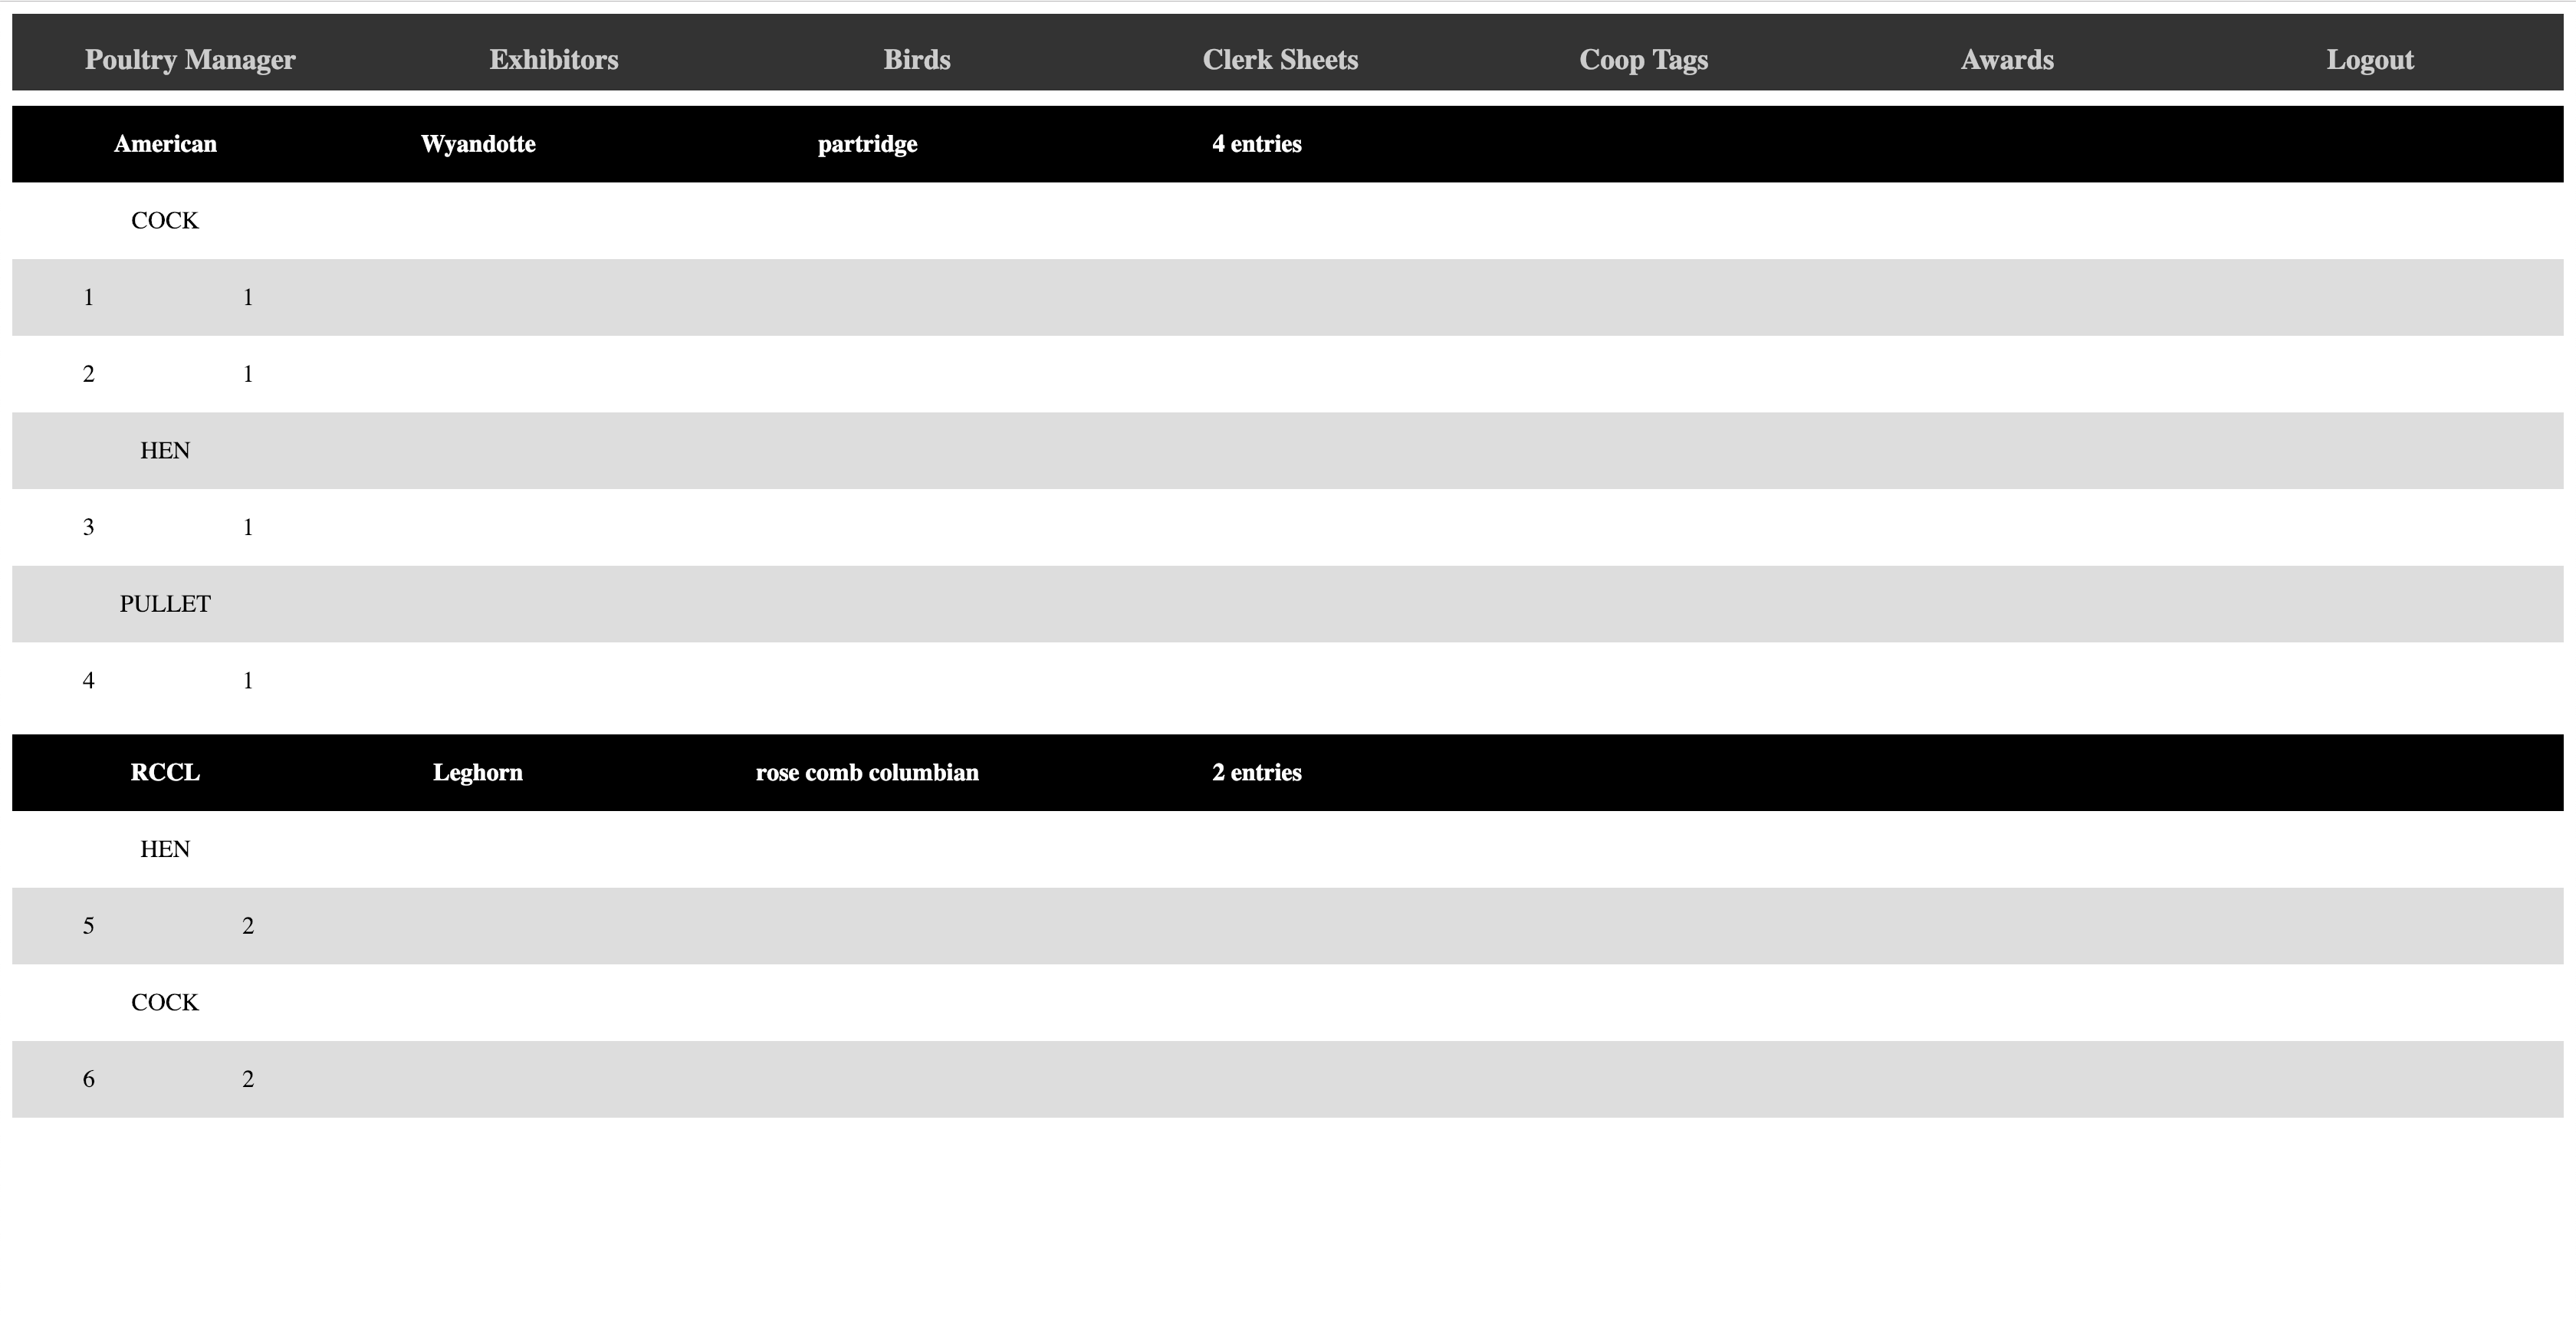 Poultry Manager Exhibitors Birds Clerk Sheets Coop Tags Awards Logout
American Wyandotte partridge 4 entries
COCK
1 1
2 1
HEN
3 1
PULLET
4 1
RCCL Leghorn rose comb columbian 2 entries
HEN
5 2
COCK
6 2